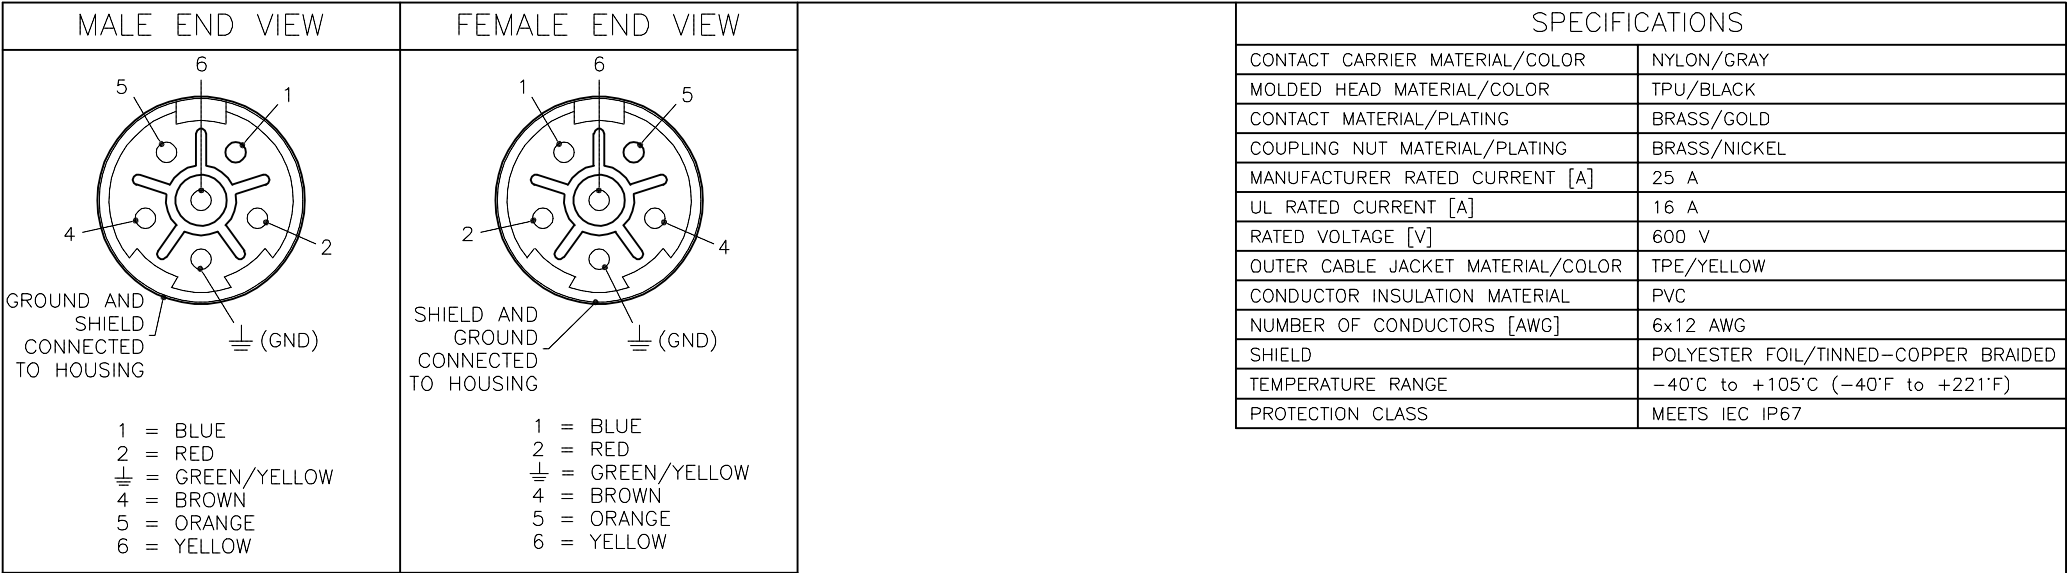 MALE END VIEW
6
5
1
4
2
GROUND AND
SHIELD
CONNECTED
TO HOUSING
(GND)
1 = BLUE
2 = RED
⏚ = GREEN/YELLOW
4 = BROWN
5 = ORANGE
6 = YELLOW
FEMALE END VIEW
6
1
5
2
4
SHIELD AND
GROUND
CONNECTED
TO HOUSING
(GND)
1 = BLUE
2 = RED
⏚ = GREEN/YELLOW
4 = BROWN
5 = ORANGE
6 = YELLOW
SPECIFICATIONS
CONTACT CARRIER MATERIAL/COLOR NYLON/GRAY
MOLDED HEAD MATERIAL/COLOR TPU/BLACK
CONTACT MATERIAL/PLATING BRASS/GOLD
COUPLING NUT MATERIAL/PLATING BRASS/NICKEL
MANUFACTURER RATED CURRENT [A] 25 A
UL RATED CURRENT [A] 16 A
RATED VOLTAGE [V] 600 V
OUTER CABLE JACKET MATERIAL/COLOR TPE/YELLOW
CONDUCTOR INSULATION MATERIAL PVC
NUMBER OF CONDUCTORS [AWG] 6x12 AWG
SHIELD POLYESTER FOIL/TINNED-COPPER BRAIDED
TEMPERATURE RANGE -40°C to +105°C (-40°F to +221°F)
PROTECTION CLASS MEETS IEC IP67